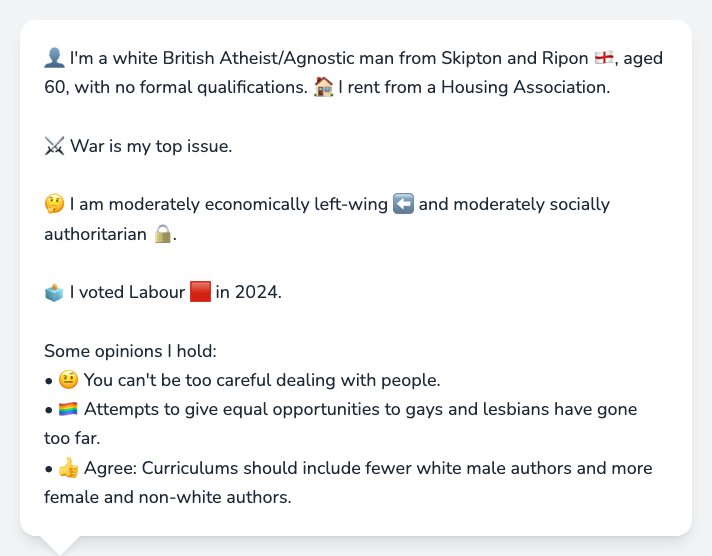 👤 I'm a white British Atheist/Agnostic man from Skipton and Ripon 🏴󠁧󠁢󠁥󠁮󠁧󠁿, aged
60, with no formal qualifications. 🏠 I rent from a Housing Association.
⚔️ War is my top issue.
🤔 I am moderately economically left-wing ⬅️ and moderately socially
authoritarian 🔒.
🗳️ I voted Labour 🟥 in 2024.
Some opinions I hold:
• 🤨 You can't be too careful dealing with people.
• 🏳️‍🌈 Attempts to give equal opportunities to gays and lesbians have gone
too far.
• 👍 Agree: Curriculums should include fewer white male authors and more
female and non-white authors.